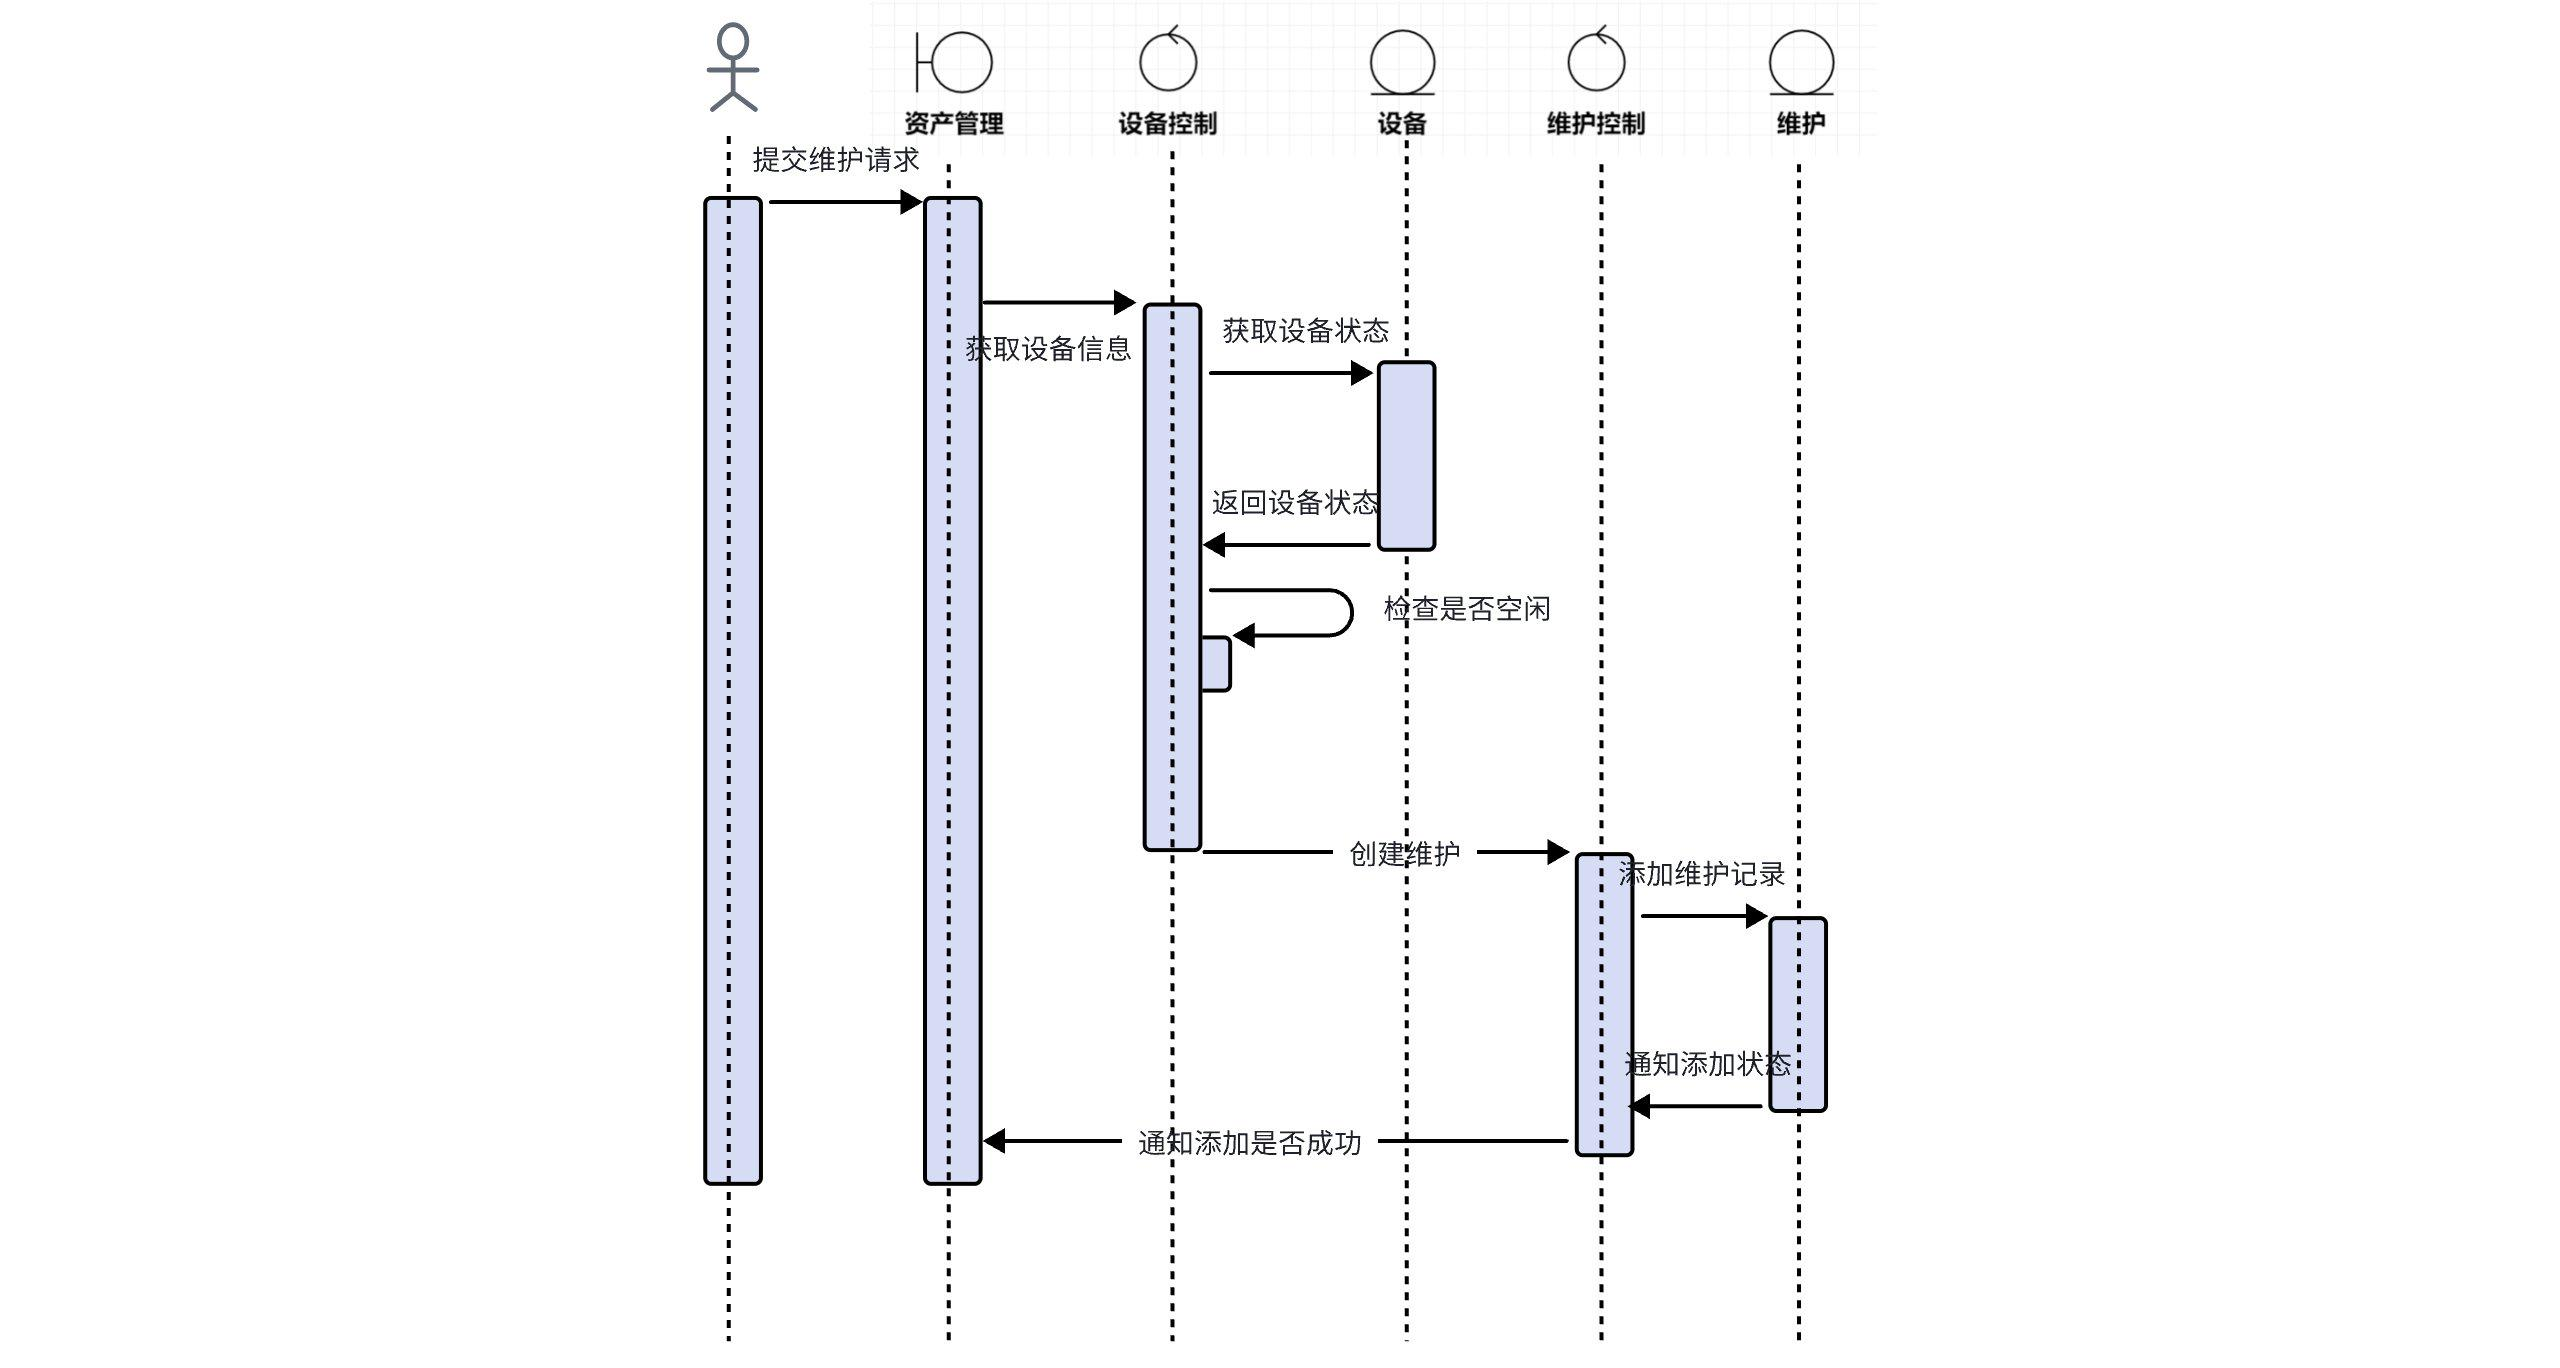 资产管理
设备控制
设备
维护控制
维护
提交维护请求
获取设备信息
获取设备状态
返回设备状态
检查是否空闲
创建维护
添加维护记录
通知添加状态
通知添加是否成功